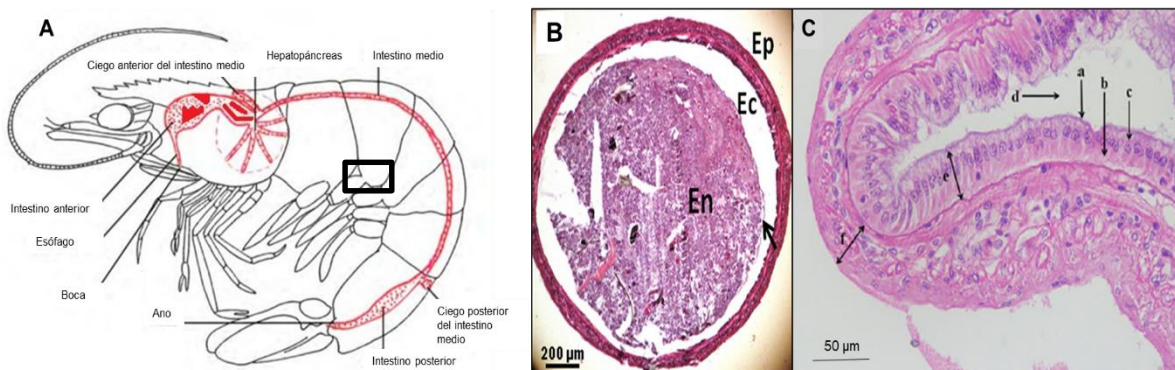 A
Ciego anterior del intestino medio
Hepatopáncreas
Intestino medio
Intestino anterior
Esófago
Boca
Ano
Intestino posterior
Ciego posterior
del intestino
medio
B
Ep
Ec
En
200 µm
C
a
b
c
d
e
f
50 µm